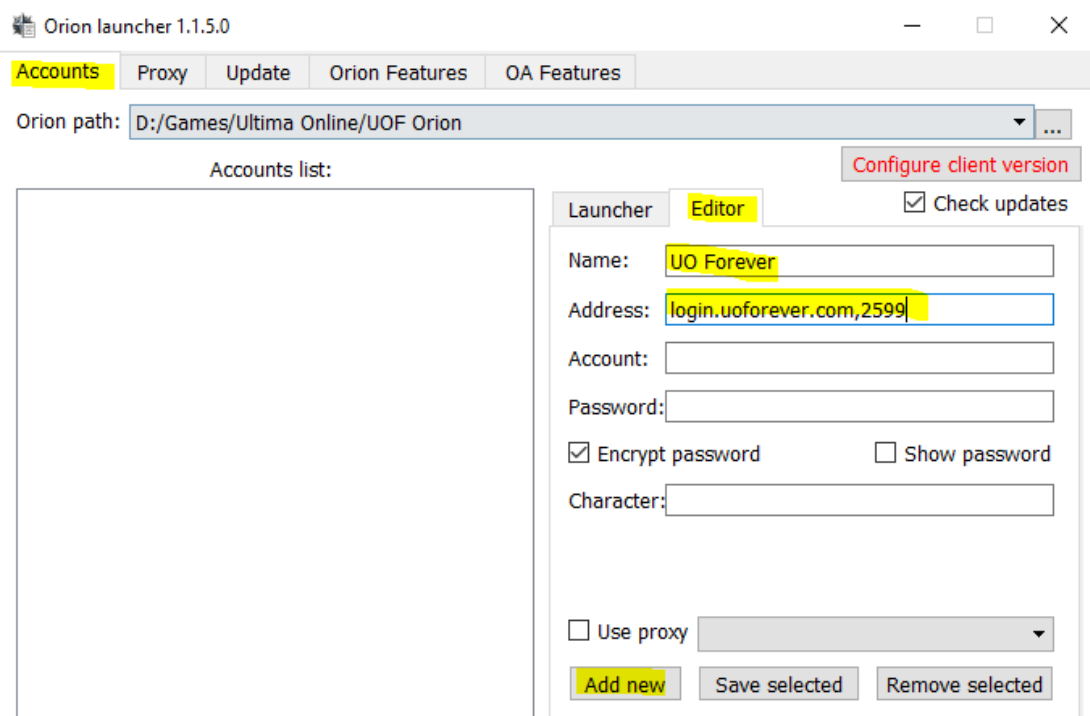 Orion launcher 1.1.5.0
Accounts Proxy Update Orion Features OA Features
Orion path: D:/Games/Ultima Online/UOF Orion ...
Accounts list:
Configure client version
Launcher Editor Check updates
Name: UO Forever
Address: login.uoforever.com,2599
Account:
Password:
Encrypt password Show password
Character:
Use proxy
Add new Save selected Remove selected